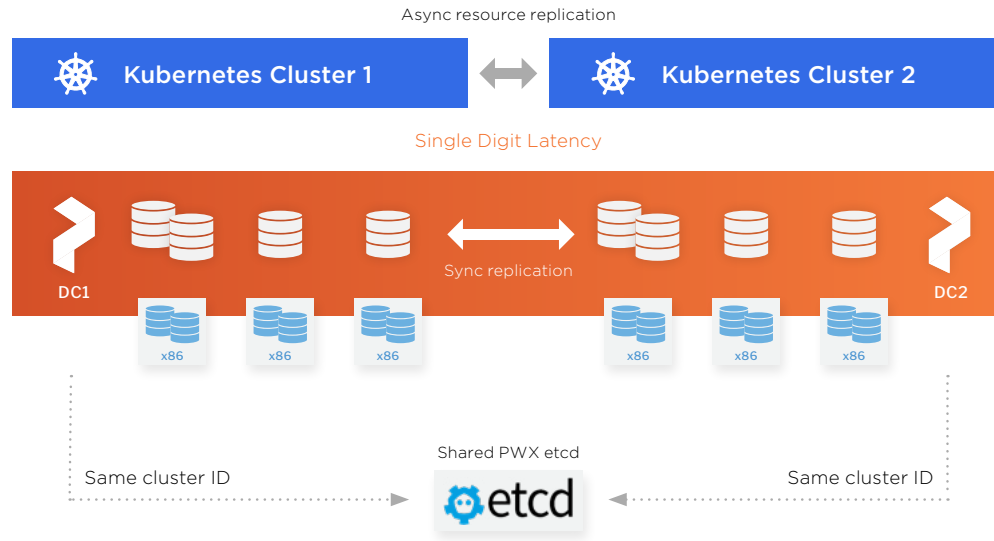 Async resource replication
Kubernetes Cluster 1
Kubernetes Cluster 2
Single Digit Latency
Sync replication
DC1
DC2
x86
x86
x86
x86
x86
x86
Shared PWX etcd
Same cluster ID
Same cluster ID
etcd